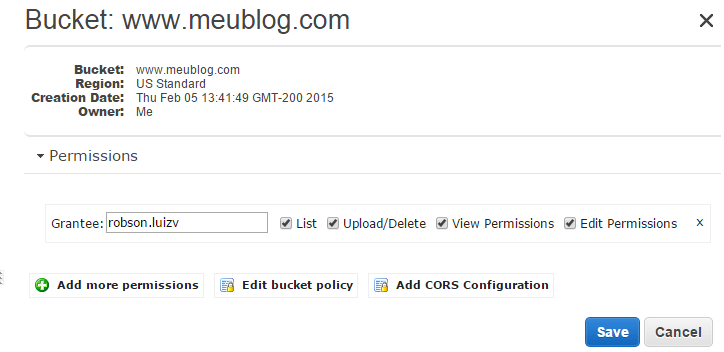 Bucket: www.meublog.com
Bucket: www.meublog.com
Region: US Standard
Creation Date: Thu Feb 05 13:41:49 GMT-200 2015
Owner: Me
Permissions
Grantee: robson.luizv List Upload/Delete View Permissions Edit Permissions x
Add more permissions Edit bucket policy Add CORS Configuration
Save Cancel